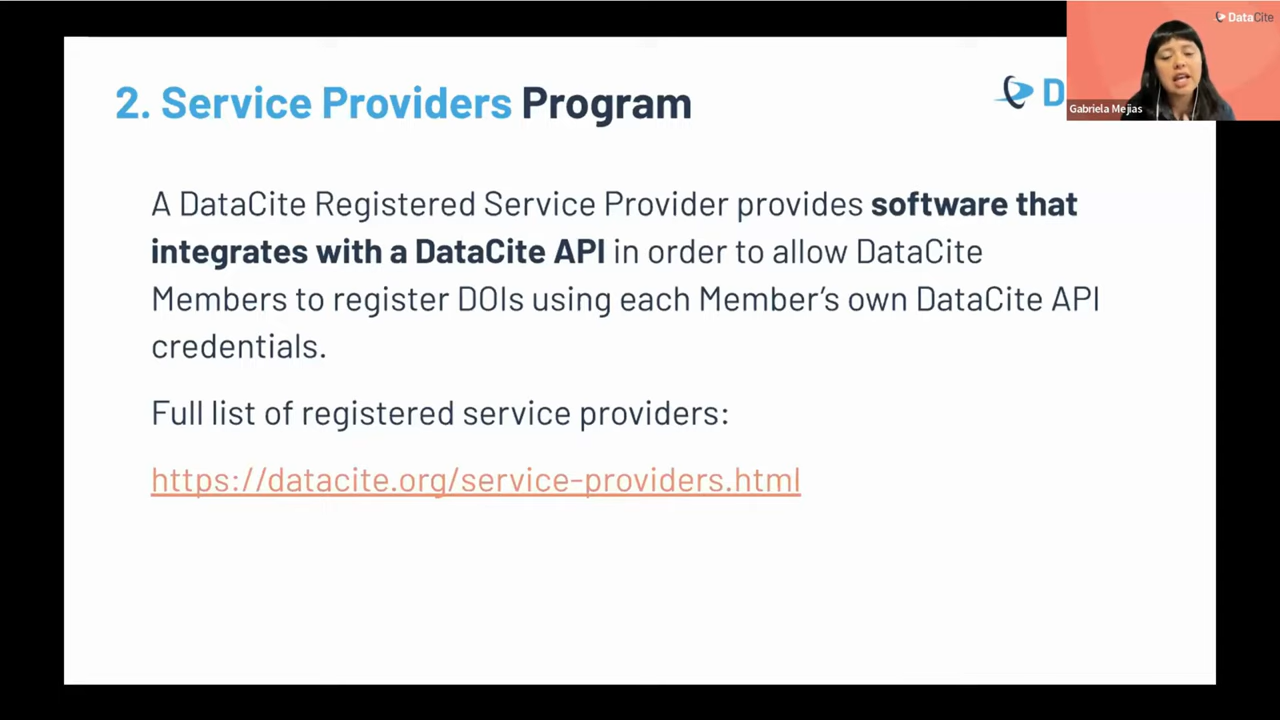 2. Service Providers Program
D
DataCite
Gabriela Mejias
A DataCite Registered Service Provider provides software that
integrates with a DataCite API in order to allow DataCite
Members to register DOIs using each Member's own DataCite API
credentials.
Full list of registered service providers:
https://datacite.org/service-providers.html